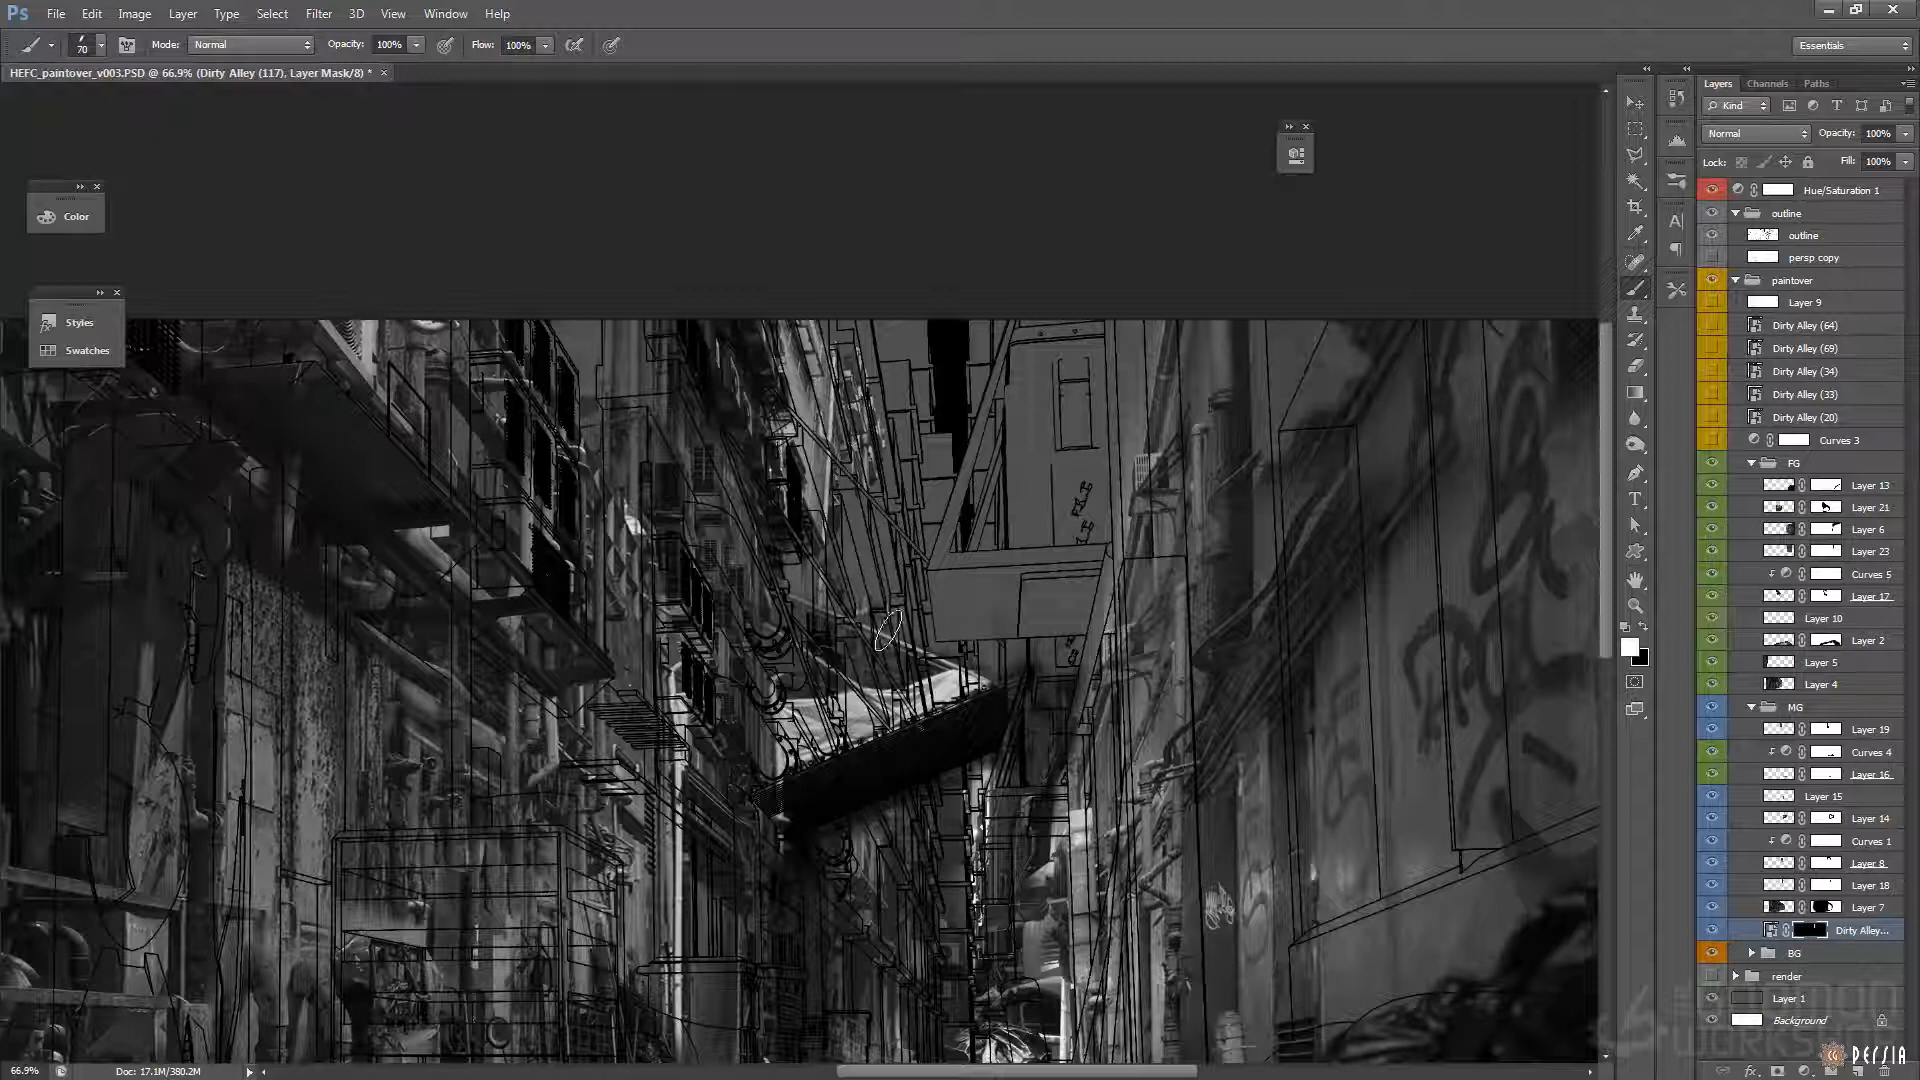 Ps File Edit Image Layer Type Select Filter 3D View Window Help
70 Mode: Normal Opacity: 100% Flow: 100% Essentials
HEFC_paintover_v003.PSD @ 66.9% (Dirty Alley (117), Layer Mask/8) *
Layers Channels Paths
Kind
Normal Opacity: 100%
Lock: Fill: 100%
Color
Styles
Swatches
Hue/Saturation 1
outline
outline
persp copy
paintover
Layer 9
Dirty Alley (64)
Dirty Alley (69)
Dirty Alley (34)
Dirty Alley (33)
Dirty Alley (20)
Curves 3
FG
Layer 13
Layer 21
Layer 6
Layer 23
Curves 5
Layer 17
Layer 10
Layer 2
Layer 5
Layer 4
MG
Layer 19
Curves 4
Layer 16
Layer 15
Layer 14
Curves 1
Layer 8
Layer 18
Layer 7
Dirty Alley...
BG
render
Layer 1
Background
PERSIA
66.9% Doc: 17.1M/380.2M